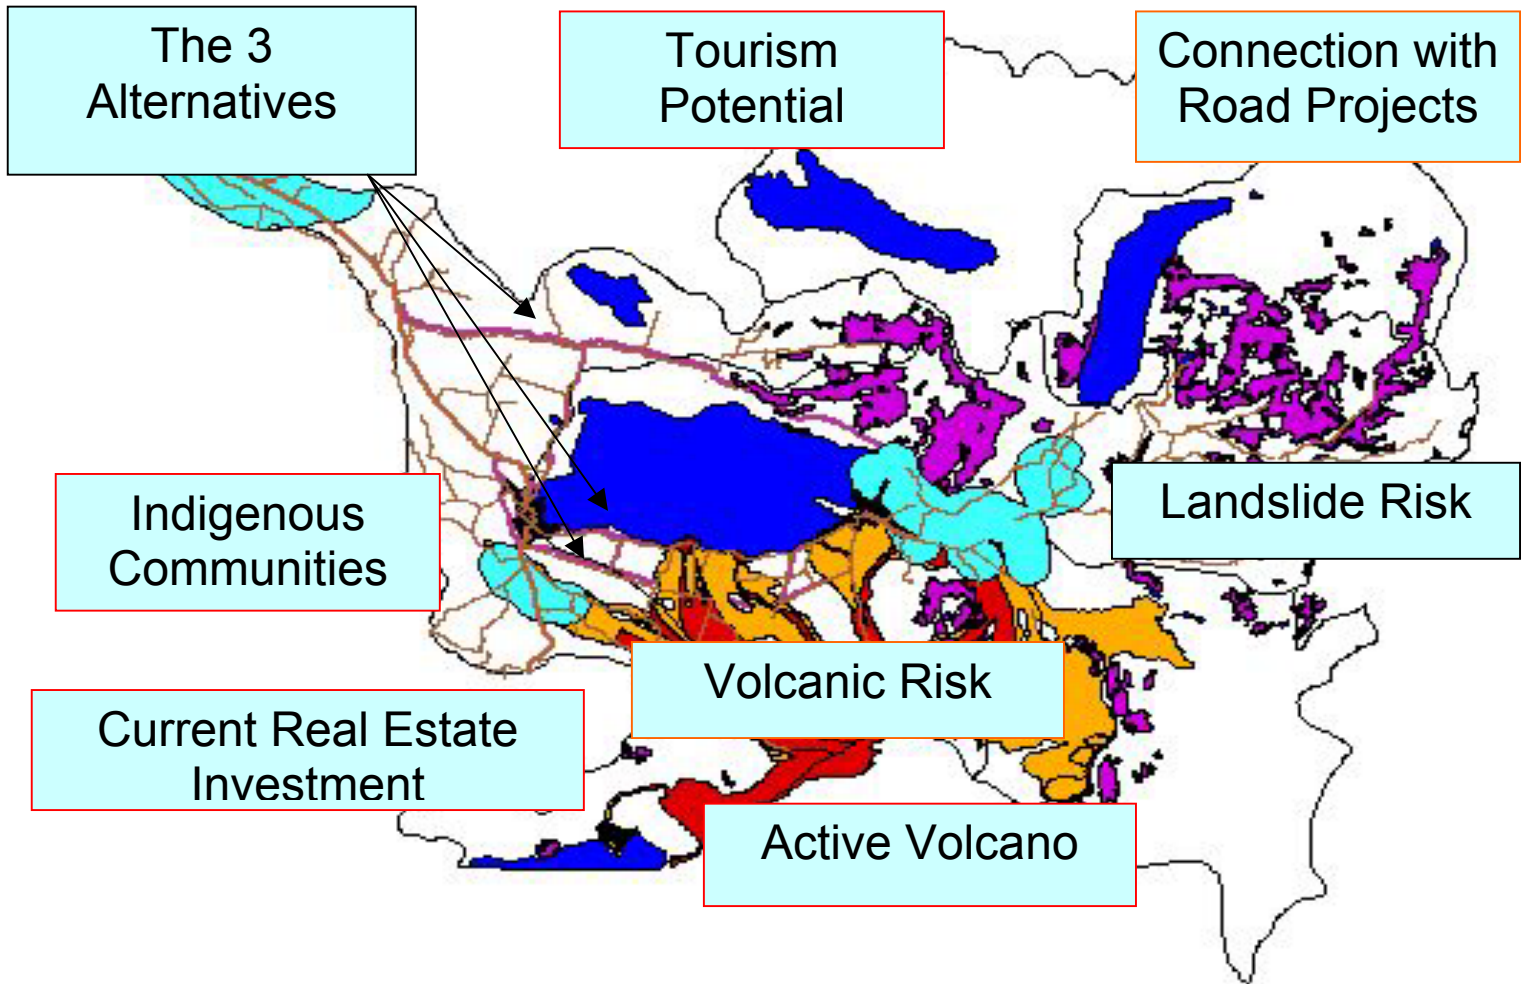 The 3
Alternatives
Tourism
Potential
Connection with
Road Projects
Indigenous
Communities
Landslide Risk
Volcanic Risk
Current Real Estate
Investment
Active Volcano